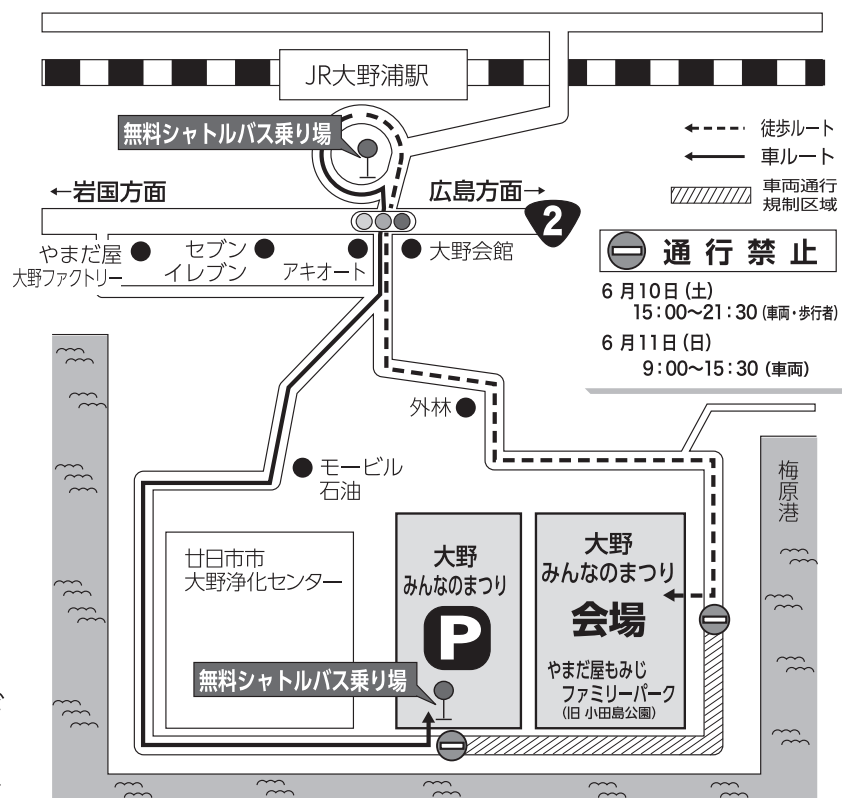 JR大野浦駅
無料シャトルバス乗り場
徒歩ルート
車ルート
車両通行
規制区域
←岩国方面
広島方面→
2
やまだ屋
大野ファクトリー
セブン
イレブン
アキオート
大野会館
通行禁止
6月10日(土)
15:00~21:30(車両・歩行者)
6月11日(日)
9:00~15:30(車両)
外林
モービル
石油
梅原港
廿日市市
大野浄化センター
大野
みんなのまつり
P
無料シャトルバス乗り場
大野
みんなのまつり
会場
やまだ屋もみじ
ファミリーパーク
(旧 小田島公園)